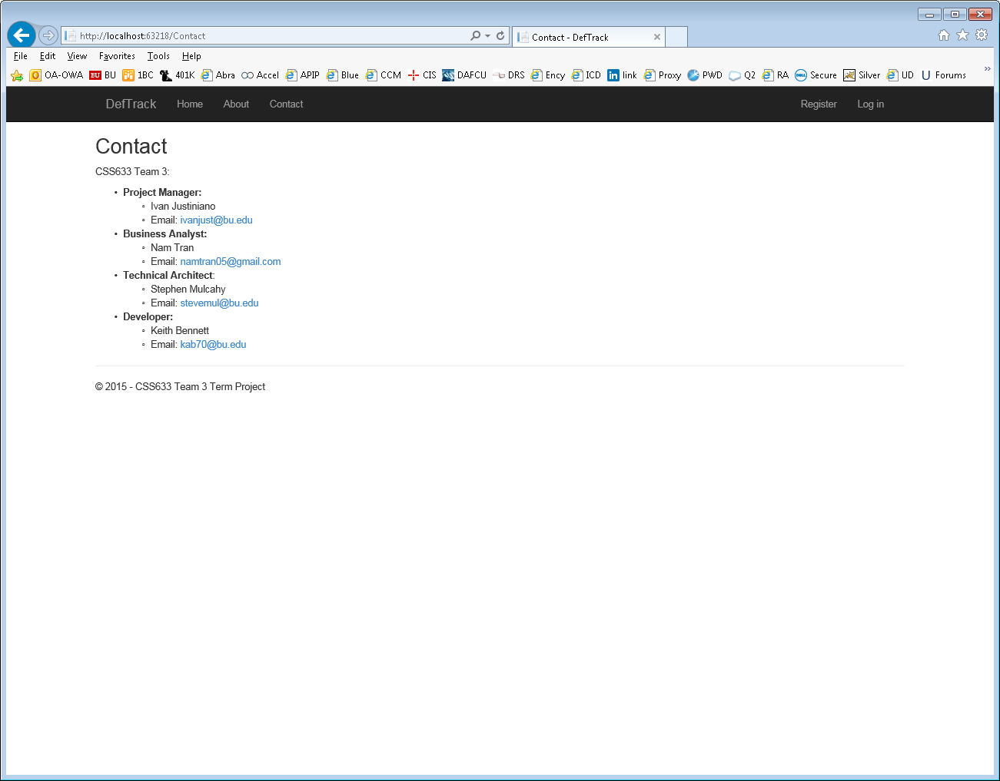 http://localhost:63218/Contact
Contact - DefTrack
File Edit View Favorites Tools Help
OA-OWA BU BU 1BC 401K Abra Accel APIP Blue CCM CIS DAFCU DRS Ency ICD in link Proxy PWD Q2 RA DELL Secure Silver UD U Forums
DefTrack Home About Contact Register Log in
Contact
CSS633 Team 3:
• Project Manager:
◦ Ivan Justiniano
◦ Email: ivanjust@bu.edu
• Business Analyst:
◦ Nam Tran
◦ Email: namtran05@gmail.com
• Technical Architect:
◦ Stephen Mulcahy
◦ Email: stevemul@bu.edu
• Developer:
◦ Keith Bennett
◦ Email: kab70@bu.edu
© 2015 - CSS633 Team 3 Term Project